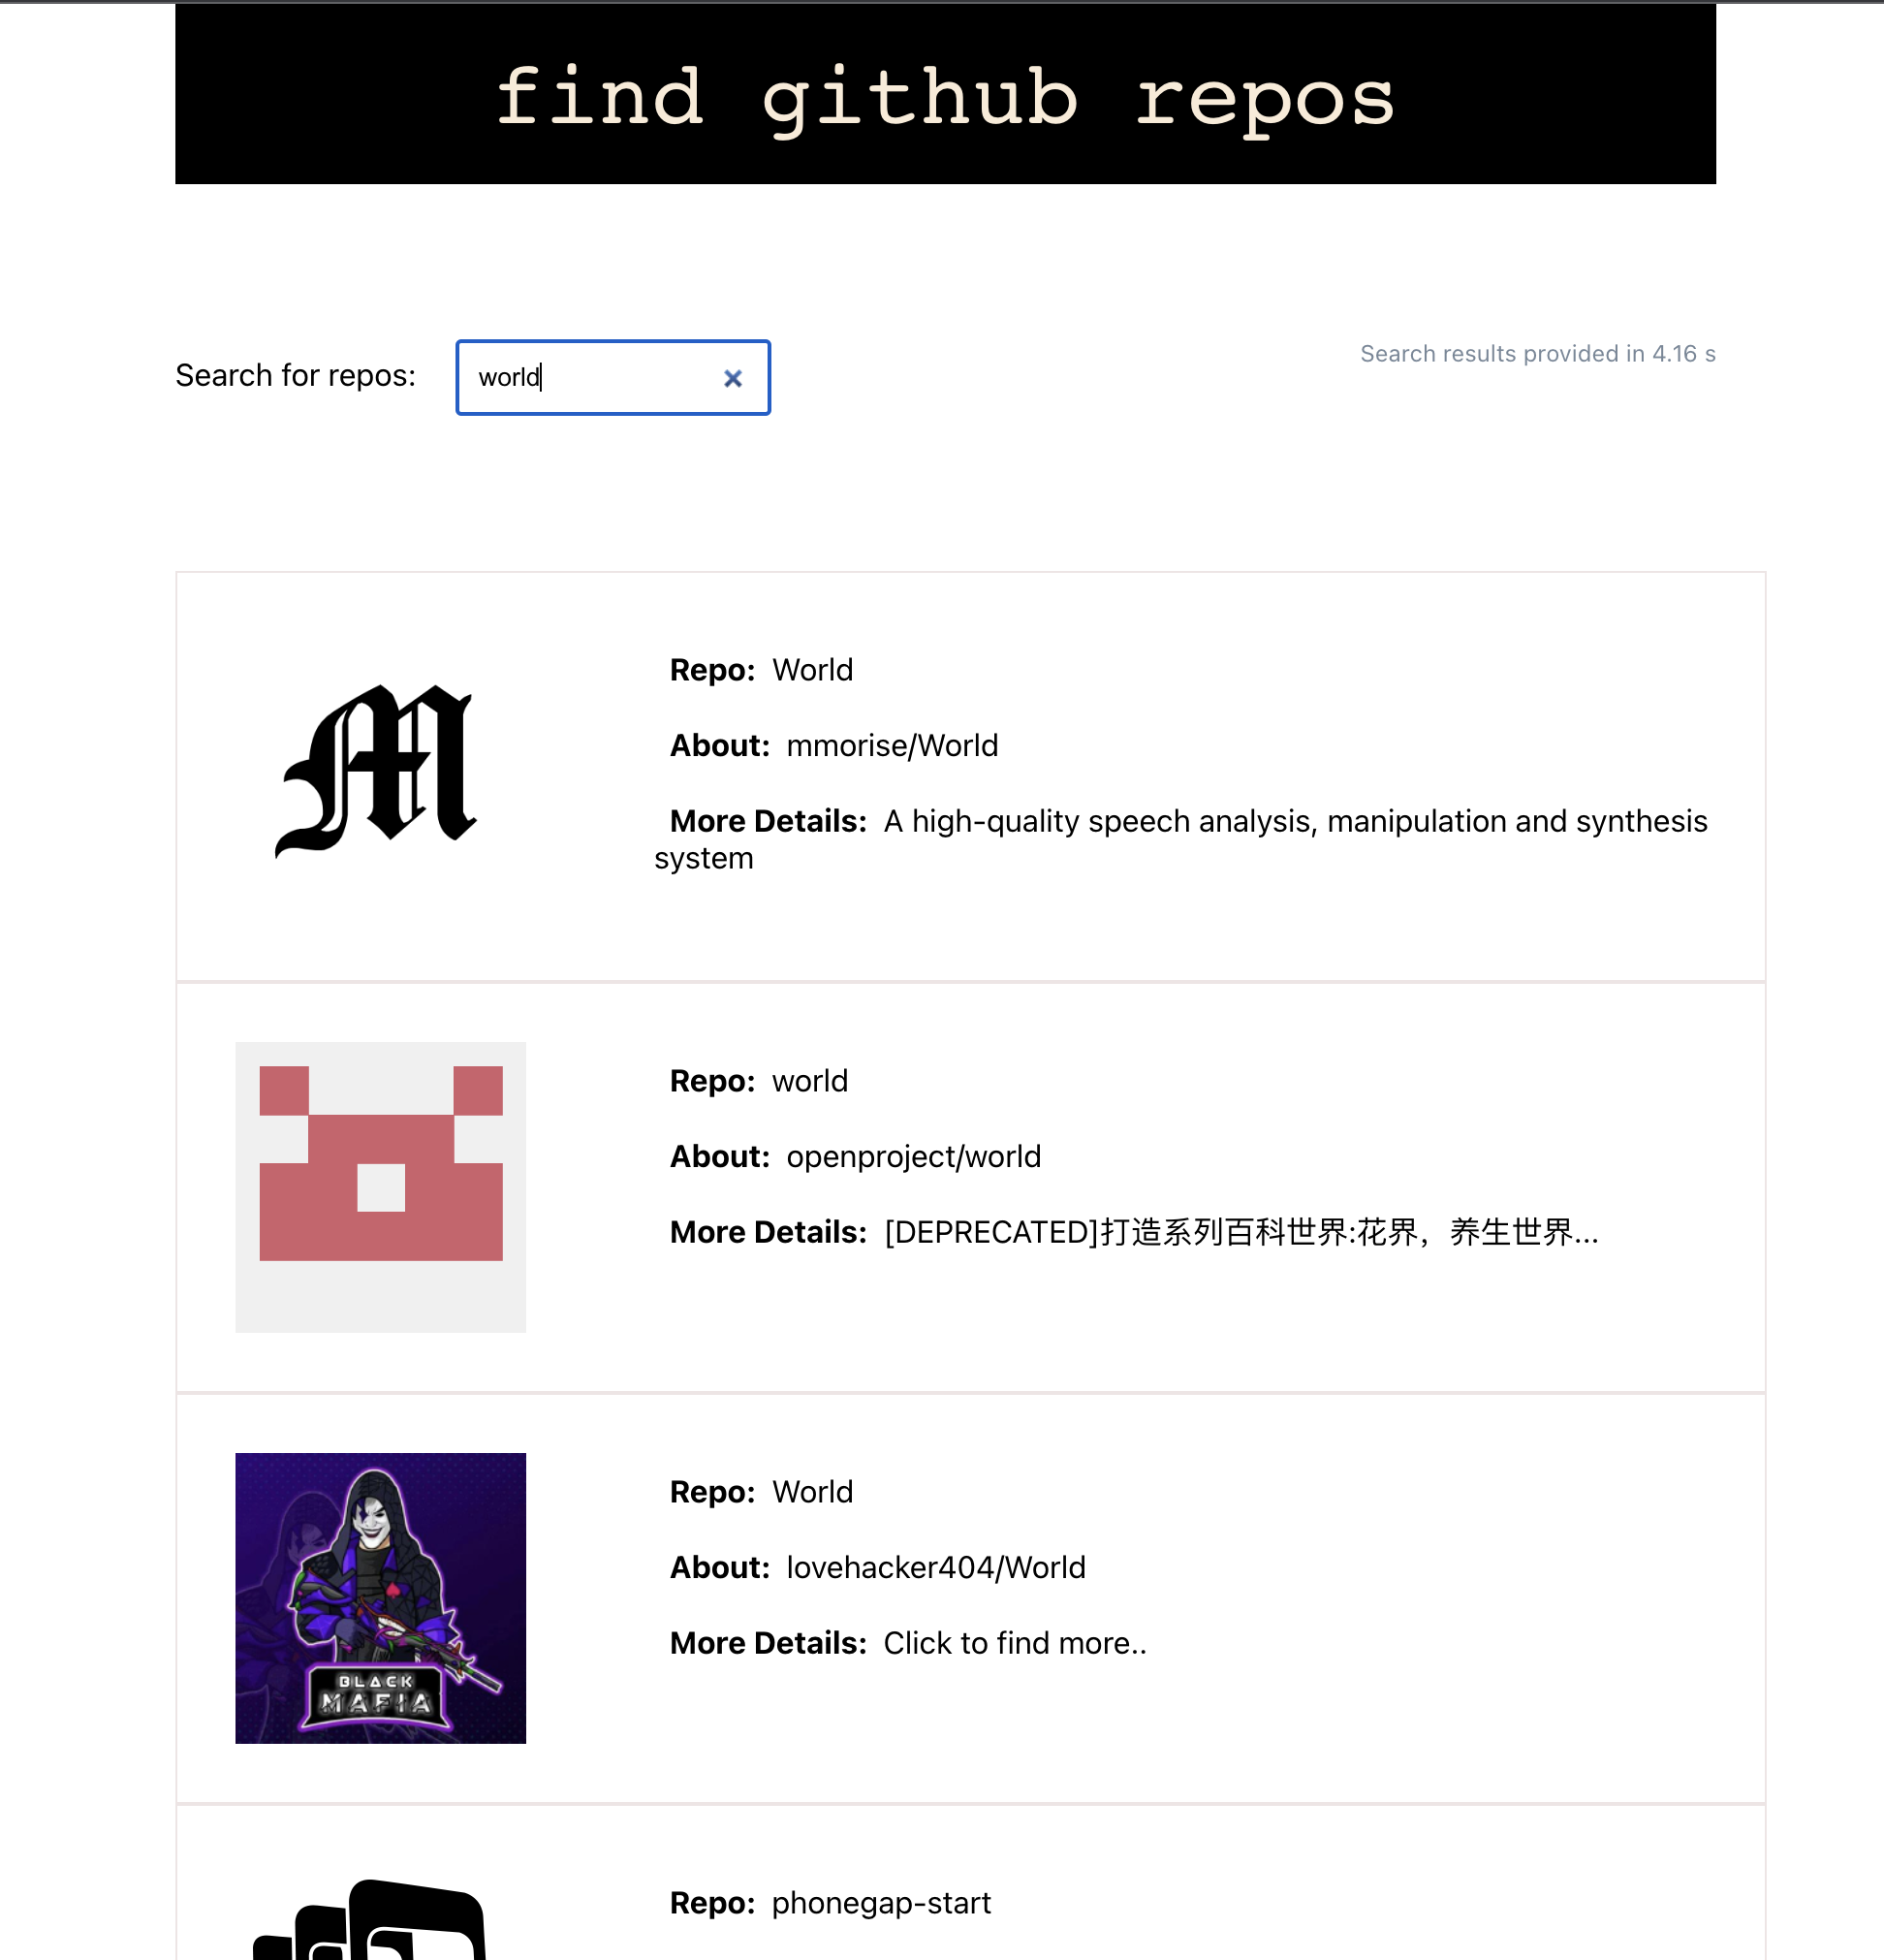 find github repos
Search for repos:
world
Search results provided in 4.16 s
Repo: World
About: mmorise/World
More Details: A high-quality speech analysis, manipulation and synthesis
system
Repo: world
About: openproject/world
More Details: [DEPRECATED]打造系列百科世界:花界，养生世界...
BLACK
MAFIA
Repo: World
About: lovehacker404/World
More Details: Click to find more..
Repo: phonegap-start